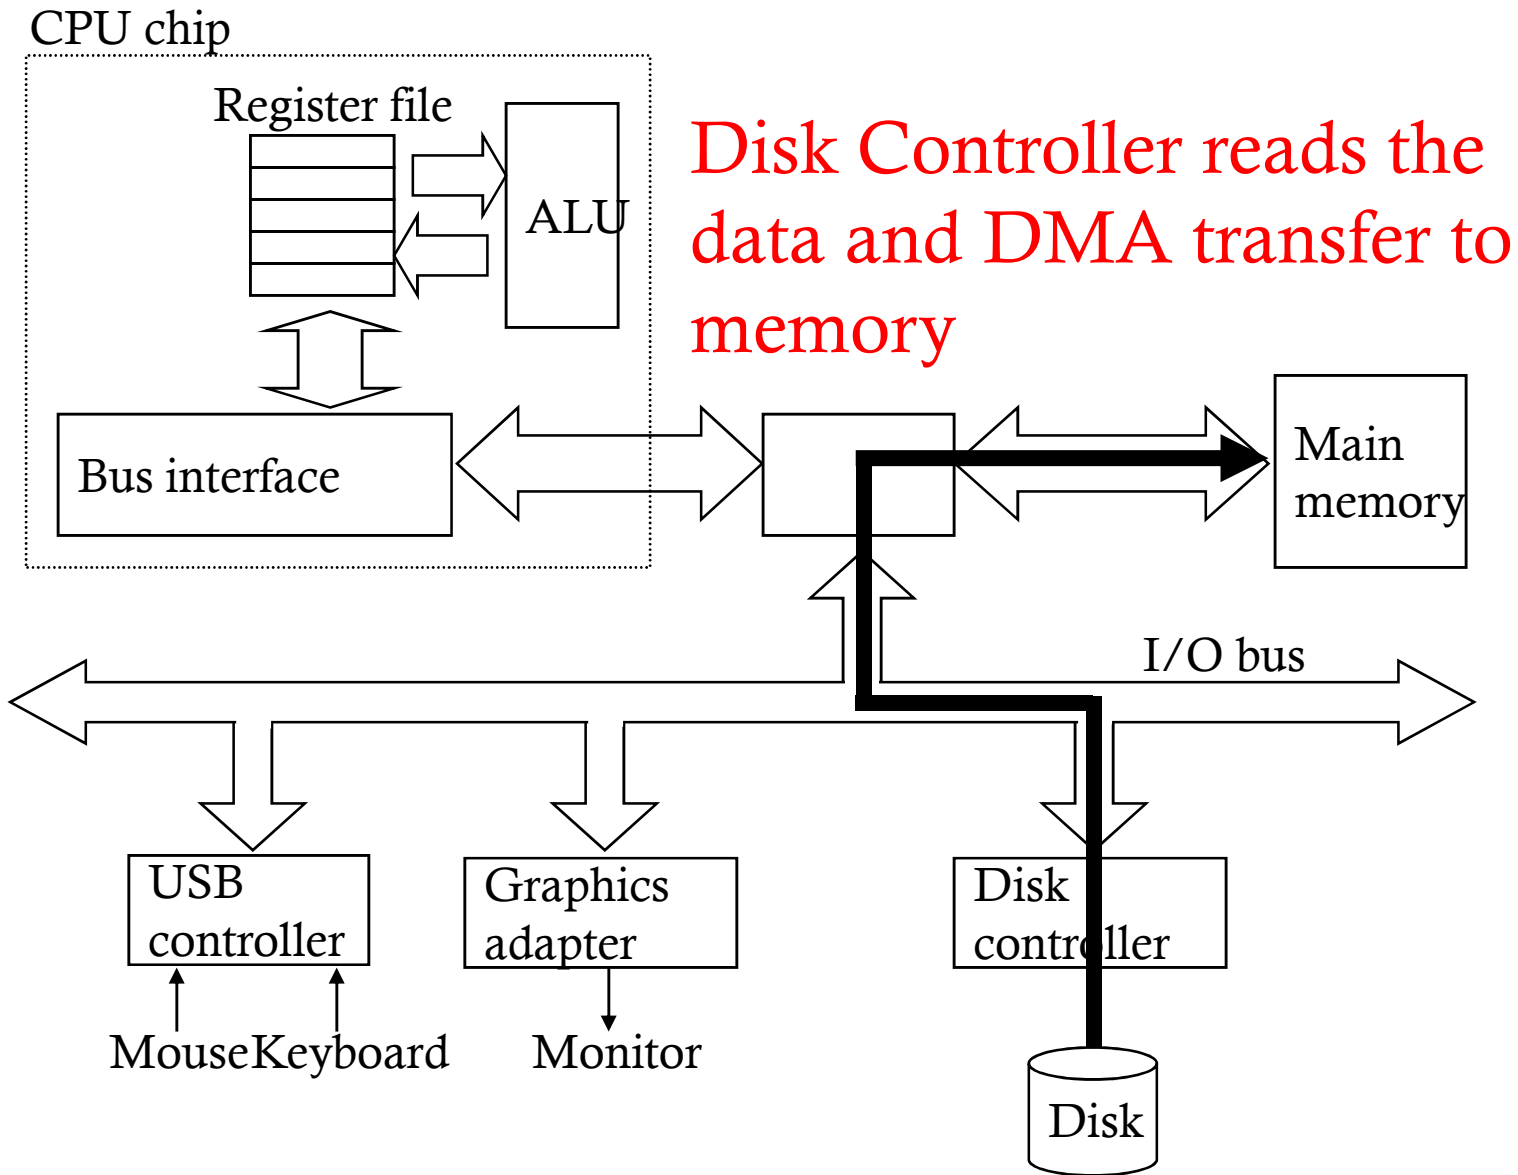 CPU chip
Register file
ALU
Disk Controller reads the
data and DMA transfer to
memory
Bus interface
Main
memory
I/O bus
USB
controller
Graphics
adapter
Disk
controller
Mouse
Keyboard
Monitor
Disk